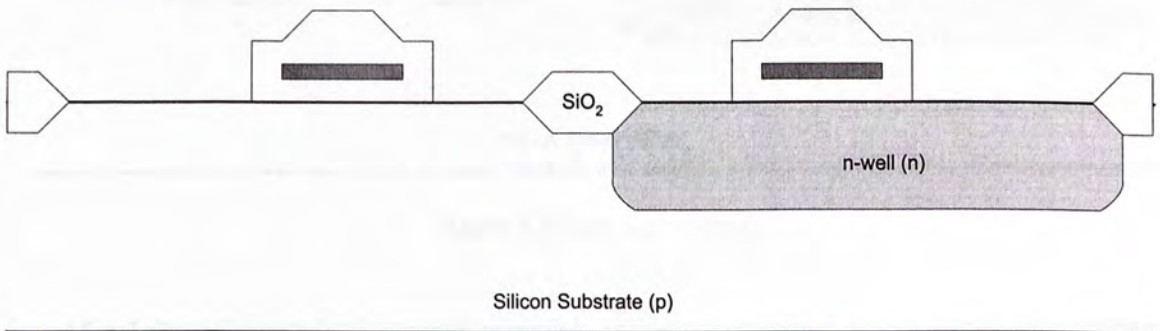 SiO₂
n-well (n)
Silicon Substrate (p)